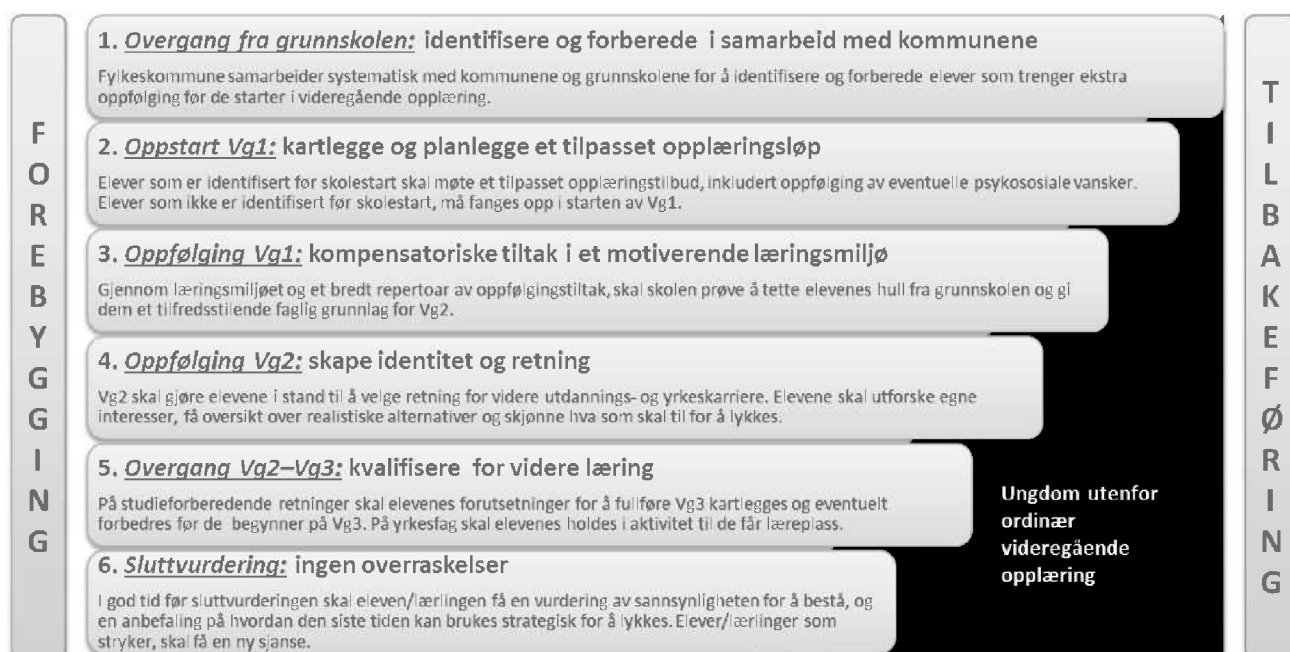 FOREBYGGING
1. Overgang fra grunnskolen: identifisere og forberede i samarbeid med kommunene
Fylkeskommune samarbeider systematisk med kommunene og grunnskolene for å identifisere og forberede elever som trenger ekstra
oppfølging før de starter i videregående opplæring.
2. Oppstart Vg1: kartlegge og planlegge et tilpasset opplæringsløp
Elever som er identifisert før skolestart skal møte et tilpasset opplæringstilbud, inkludert oppfølging av eventuelle psykososiale vansker.
Elever som ikke er identifisert før skolestart, må fanges opp i starten av Vg1.
3. Oppfølging Vg1: kompensatoriske tiltak i et motiverende læringsmiljø
Gjennom læringsmiljøet og et bredt repertoar av oppfølgingstiltak, skal skolen prøve å tette elevenes hull fra grunnskolen og gi
dem et tilfredsstilende faglig grunnlag for Vg2.
4. Oppfølging Vg2: skape identitet og retning
Vg2 skal gjøre elevene i stand til å velge retning for videre utdannings- og yrkeskarriere. Elevene skal utforske egne
interesser, få oversikt over realistiske alternativer og skjønne hva som skal til for å lykkes.
5. Overgang Vg2–Vg3: kvalifisere for videre læring
På studieforberedende retninger skal elevenes forutsetninger for å fullføre Vg3 kartlegges og eventuelt
forbedres før de begynner på Vg3. På yrkesfag skal elevenes holdes i aktivitet til de får læreplass.
6. Sluttvurdering: ingen overraskelser
I god tid før sluttvurderingen skal eleven/lærlingen få en vurdering av sannsynligheten for å bestå, og
en anbefaling på hvordan den siste tiden kan brukes strategisk for å lykkes. Elever/lærlinger som
stryker, skal få en ny sjanse.
Ungdom utenfor
ordinær
videregående
opplæring
TILBAKEFØRING